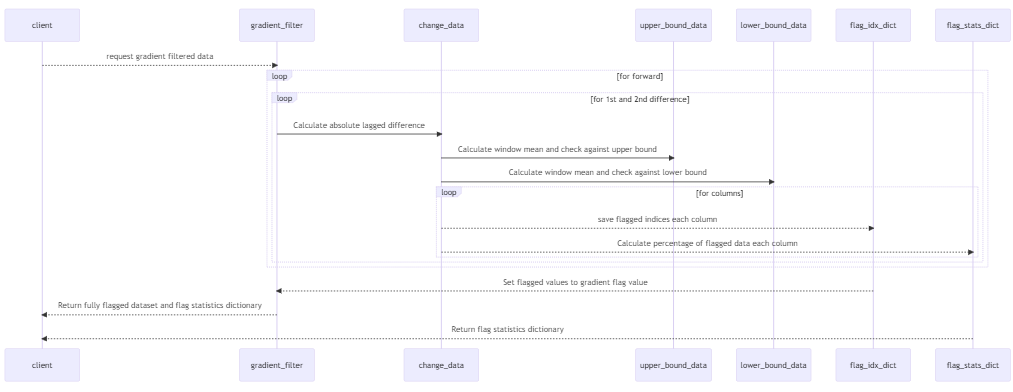 client gradient_filter change_data upper_bound_data lower_bound_data flag_idx_dict flag_stats_dict
request gradient filtered data
loop [for forward]
loop [for 1st and 2nd difference]
Calculate absolute lagged difference
Calculate window mean and check against upper bound
Calculate window mean and check against lower bound
loop [for columns]
save flagged indices each column
Calculate percentage of flagged data each column
Set flagged values to gradient flag value
Return fully flagged dataset and flag statistics dictionary
Return flag statistics dictionary
client gradient_filter change_data upper_bound_data lower_bound_data flag_idx_dict flag_stats_dict